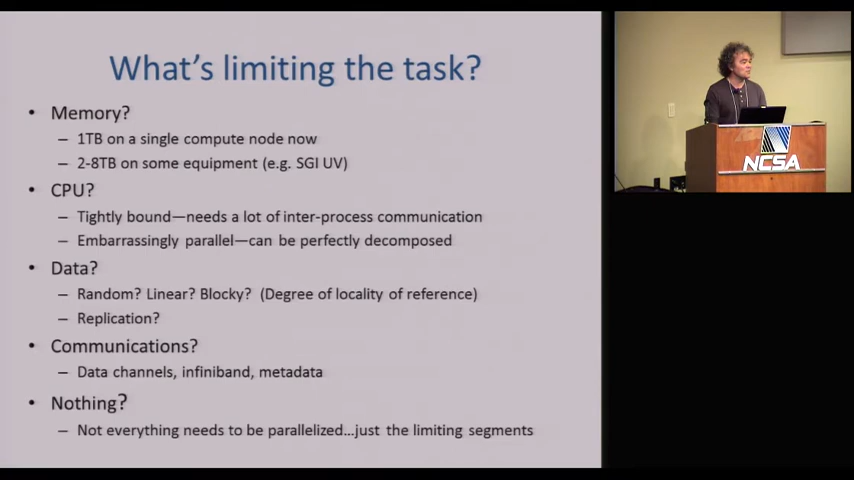 What's limiting the task?
• Memory?
– 1TB on a single compute node now
– 2-8TB on some equipment (e.g. SGI UV)
• CPU?
– Tightly bound—needs a lot of inter-process communication
– Embarrassingly parallel—can be perfectly decomposed
• Data?
– Random? Linear? Blocky? (Degree of locality of reference)
– Replication?
• Communications?
– Data channels, infiniband, metadata
• Nothing?
– Not everything needs to be parallelized…just the limiting segments
NCSA